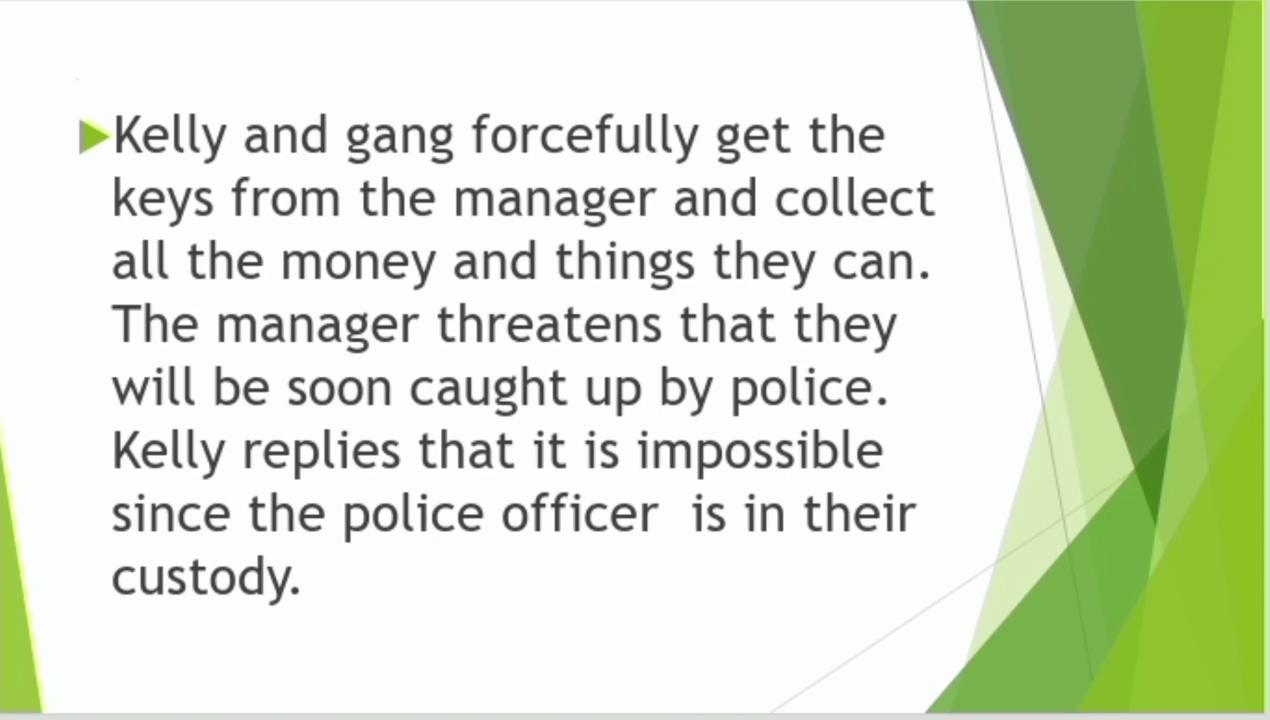 Kelly and gang forcefully get the
keys from the manager and collect
all the money and things they can.
The manager threatens that they
will be soon caught up by police.
Kelly replies that it is impossible
since the police officer  is in their
custody.